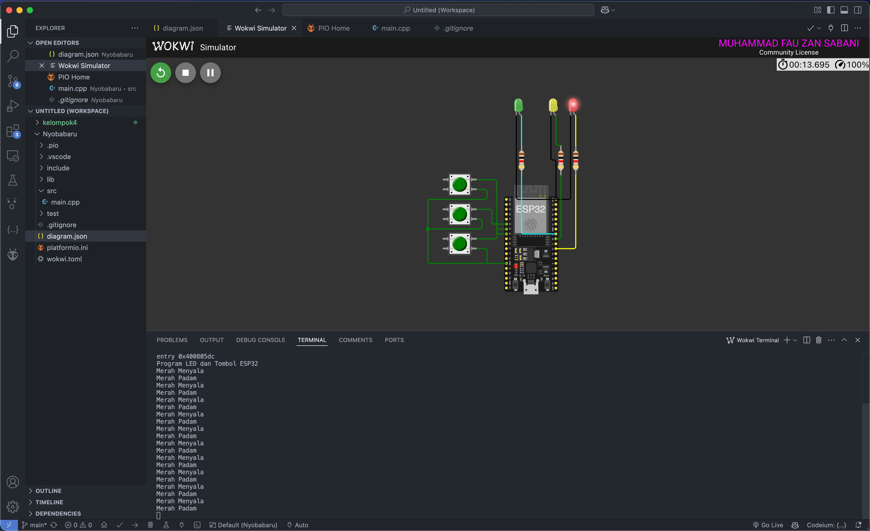 Untitled (Workspace)
EXPLORER
diagram.json
Wokwi Simulator
PIO Home
main.cpp
.gitignore
OPEN EDITORS
diagram.json Nyobabaru
Wokwi Simulator
PIO Home
main.cpp Nyobabaru • src
.gitignore Nyobabaru
UNTITLED (WORKSPACE)
kelompok4
Nyobabaru
.pio
.vscode
include
lib
src
main.cpp
test
.gitignore
diagram.json
platformio.ini
wokwi.toml
OUTLINE
TIMELINE
DEPENDENCIES
WOKWI Simulator
MUHAMMAD FAU ZAN SABANI
Community License
00:13.695 100%
ESP32
PROBLEMS OUTPUT DEBUG CONSOLE TERMINAL COMMENTS PORTS
Wokwi Terminal
entry 0x400805dc
Program LED dan Tombol ESP32
Merah Menyala
Merah Padam
Merah Menyala
Merah Padam
Merah Menyala
Merah Padam
Merah Menyala
Merah Padam
Merah Menyala
Merah Padam
Merah Menyala
Merah Padam
Merah Menyala
Merah Padam
Merah Menyala
Merah Padam
Merah Menyala
Merah Padam
Merah Menyala
Merah Padam
main* 0 0 Default (Nyobabaru) Auto Go Live Codeium: {...}